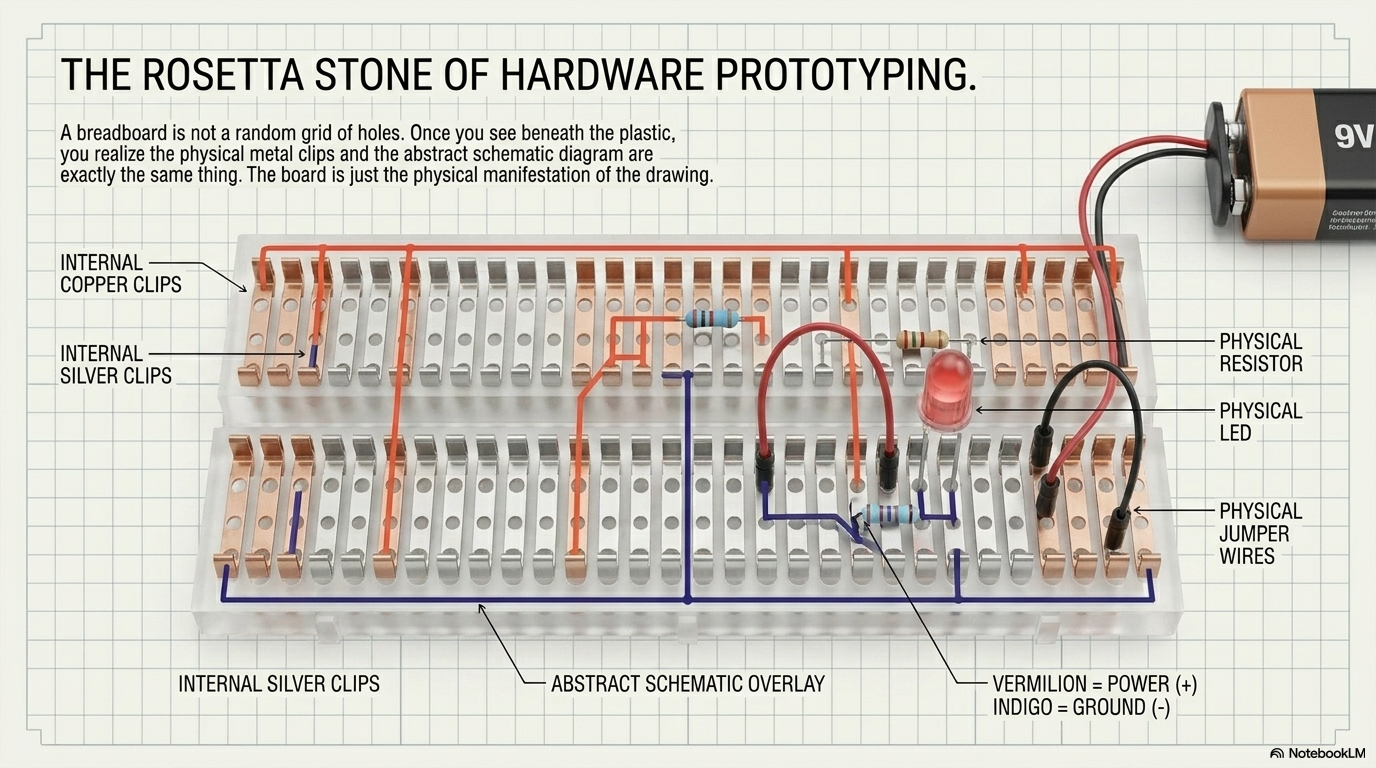 THE ROSETTA STONE OF HARDWARE PROTOTYPING.
A breadboard is not a random grid of holes. Once you see beneath the plastic,
you realize the physical metal clips and the abstract schematic diagram are
exactly the same thing. The board is just the physical manifestation of the drawing.
9V
INTERNAL
COPPER CLIPS
INTERNAL
SILVER CLIPS
PHYSICAL
RESISTOR
PHYSICAL
LED
PHYSICAL
JUMPER
WIRES
INTERNAL SILVER CLIPS
ABSTRACT SCHEMATIC OVERLAY
VERMILION = POWER (+)
INDIGO = GROUND (-)
NotebookLM